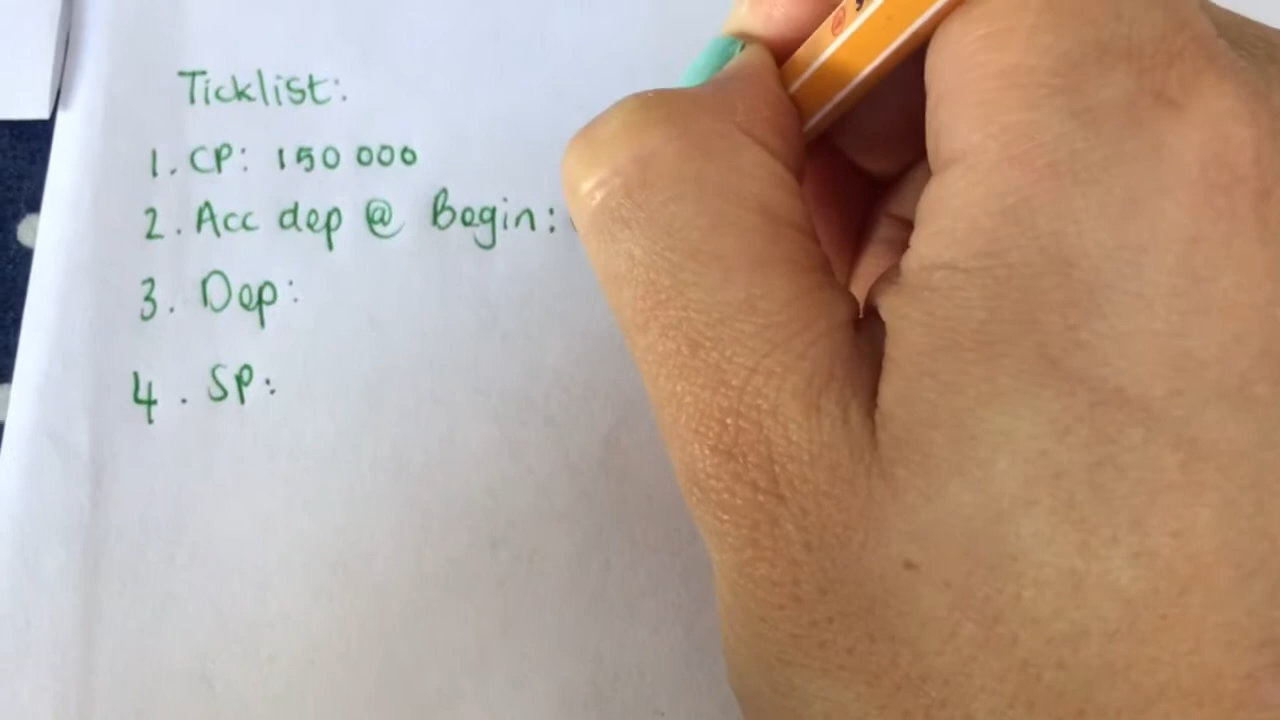 Ticklist:
1. CP: 150 000
2. Acc dep @ Begin:
3. Dep:
4. SP: